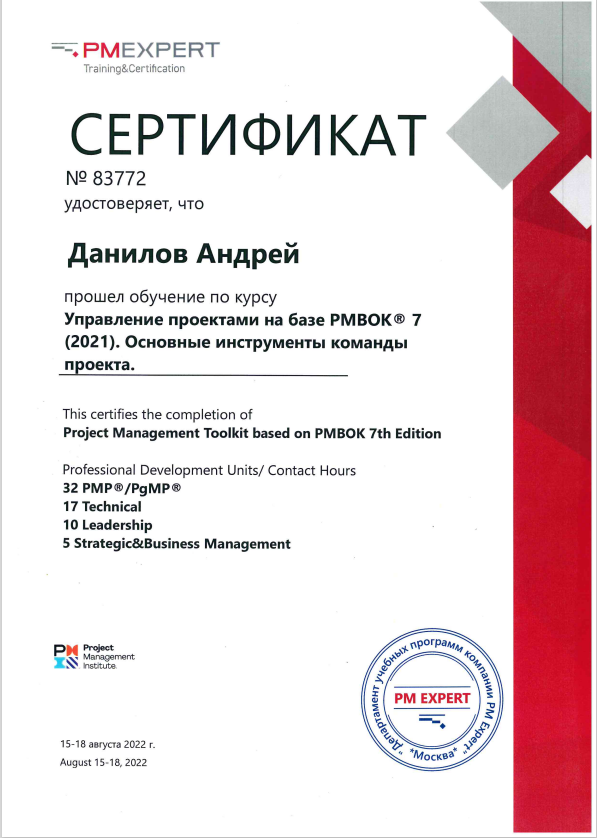 PMEXPERT
Training&Certification
СЕРТИФИКАТ
№ 83772
удостоверяет, что
Данилов Андрей
прошел обучение по курсу
Управление проектами на базе PMBOK® 7
(2021). Основные инструменты команды
проекта.
This certifies the completion of
Project Management Toolkit based on PMBOK 7th Edition
Professional Development Units/ Contact Hours
32 PMP®/PgMP®
17 Technical
10 Leadership
5 Strategic&Business Management
Project
Management
Institute.
"Департамент учебных программ компании PM Expert"
PM EXPERT
*Москва*
15-18 августа 2022 г.
August 15-18, 2022